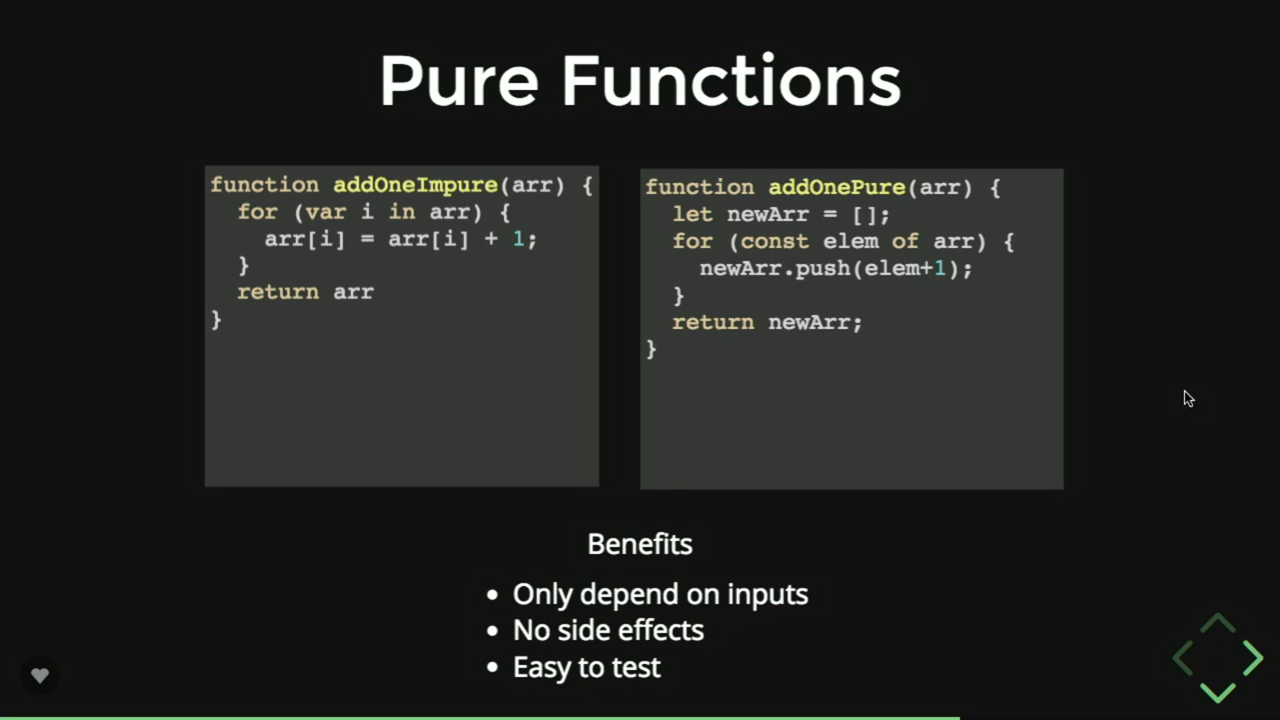 Pure Functions
function addOneImpure(arr) {
  for (var i in arr) {
    arr[i] = arr[i] + 1;
  }
  return arr
}
function addOnePure(arr) {
  let newArr = [];
  for (const elem of arr) {
    newArr.push(elem+1);
  }
  return newArr;
}
Benefits
• Only depend on inputs
• No side effects
• Easy to test